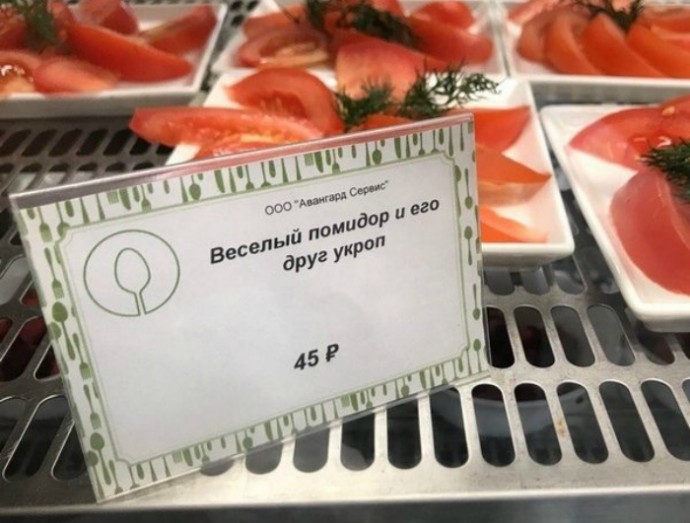 ООО "Авангард Сервис"
Веселый помидор и его
друг укроп
45 ₽